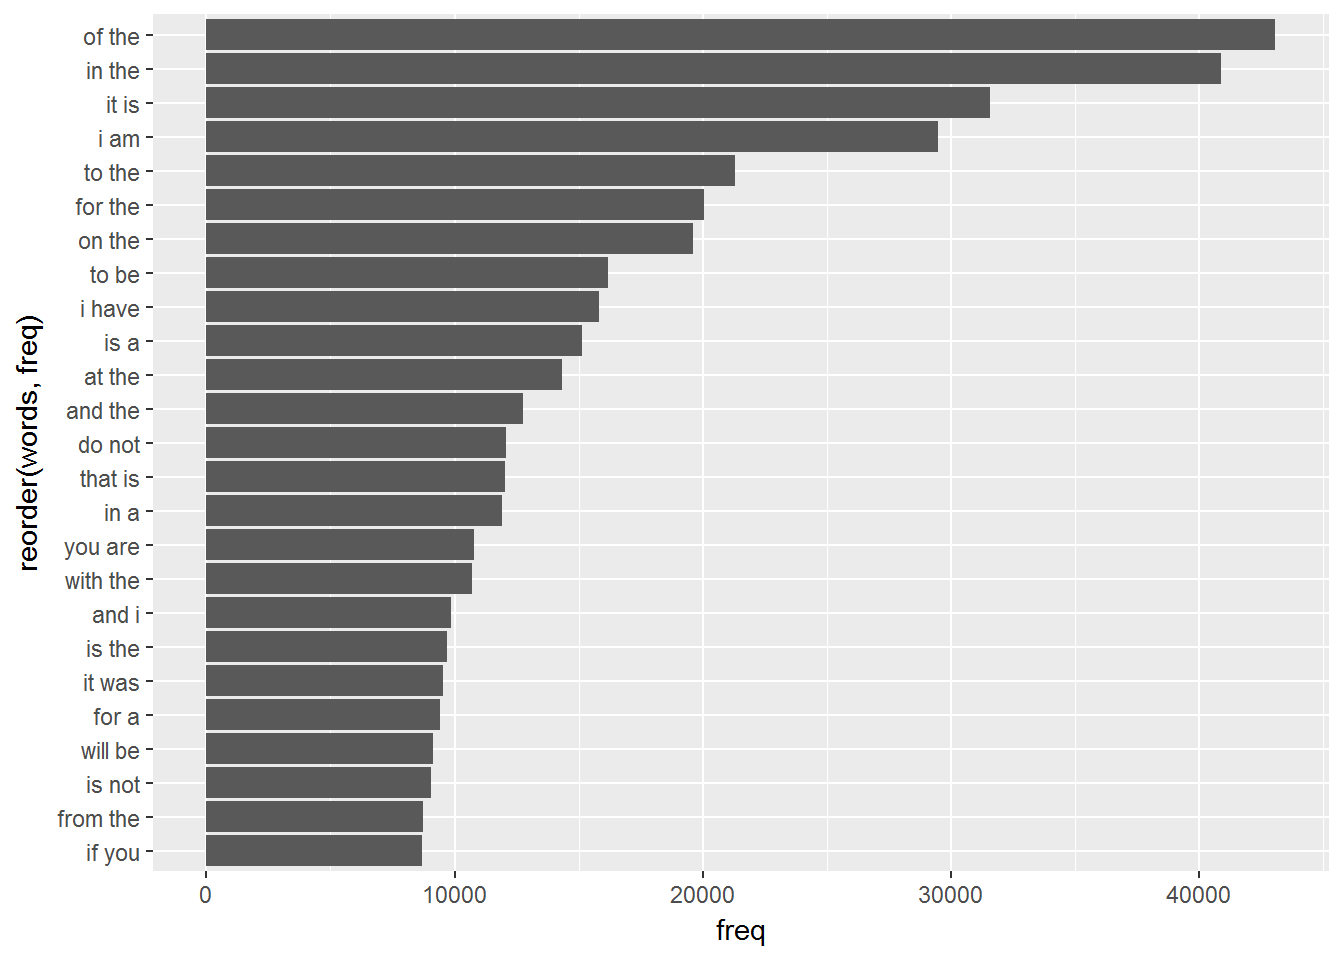 of the
in the
it is
i am
to the
for the
on the
to be
i have
is a
at the
and the
do not
that is
in a
you are
with the
and i
is the
it was
for a
will be
is not
from the
if you
reorder(words, freq)
0 10000 20000 30000 40000
freq